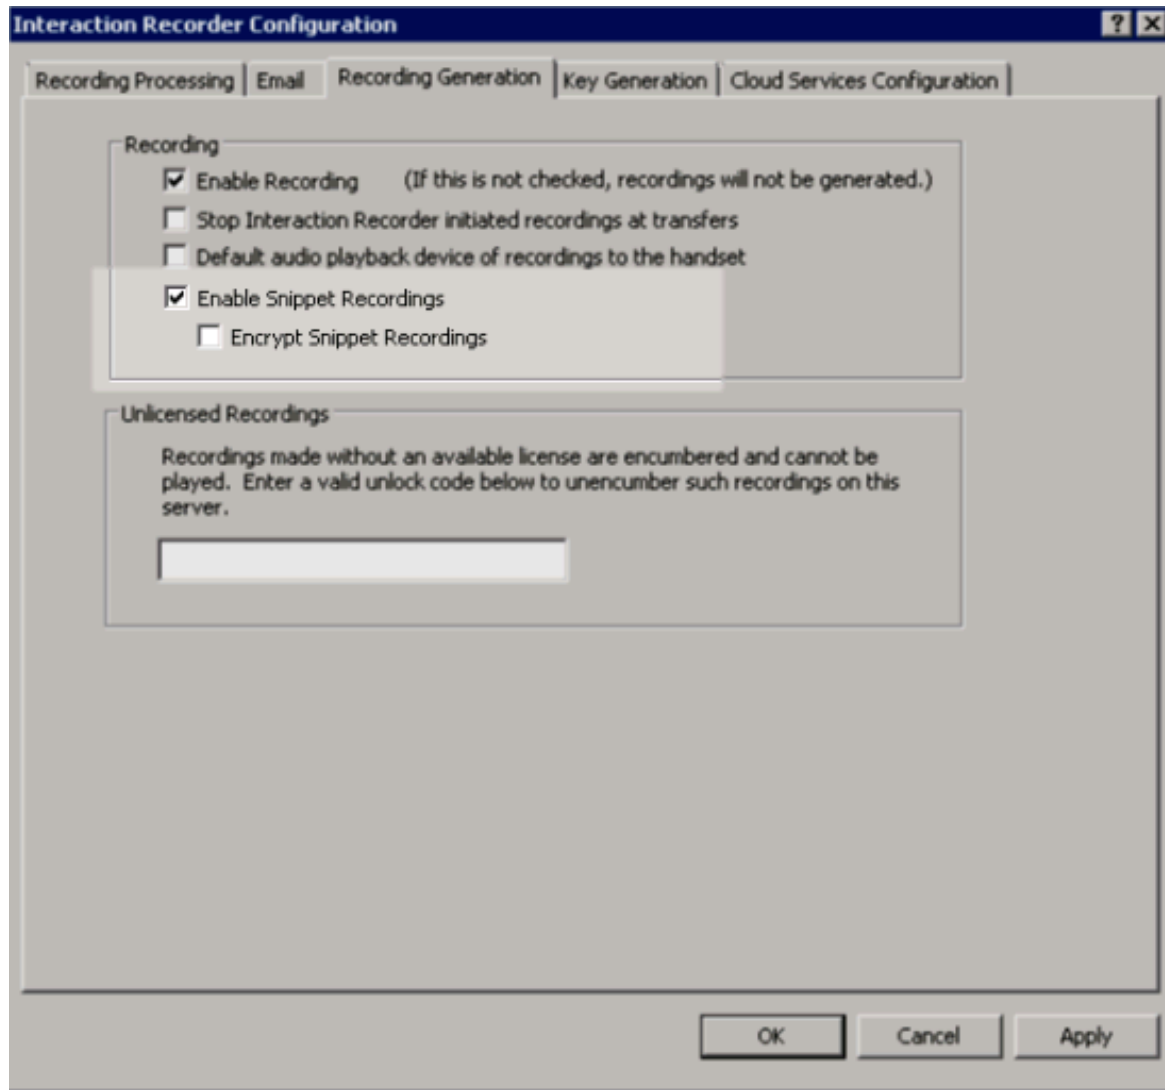 Interaction Recorder Configuration
Recording Processing Email Recording Generation Key Generation Cloud Services Configuration
Recording
Enable Recording (If this is not checked, recordings will not be generated.)
Stop Interaction Recorder initiated recordings at transfers
Default audio playback device of recordings to the handset
Enable Snippet Recordings
Encrypt Snippet Recordings
Unlicensed Recordings
Recordings made without an available license are encumbered and cannot be
played. Enter a valid unlock code below to unencumber such recordings on this
server.
OK Cancel Apply